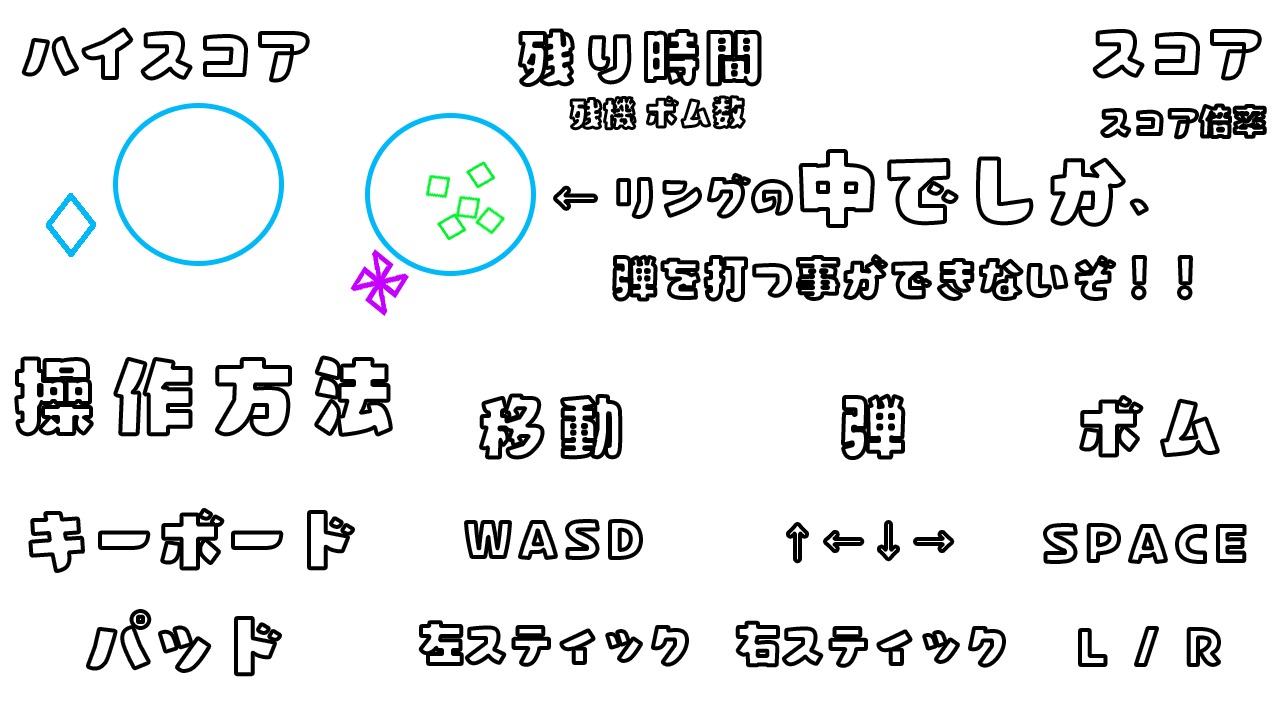 ハイスコア 残り時間 スコア
残機 ボム数 スコア倍率
← リングの中でしか、
弾を打つ事ができないぞ！！
操作方法 移動 弾 ボム
キーボード WASD ↑←↓→ SPACE
パッド 左スティック 右スティック L / R